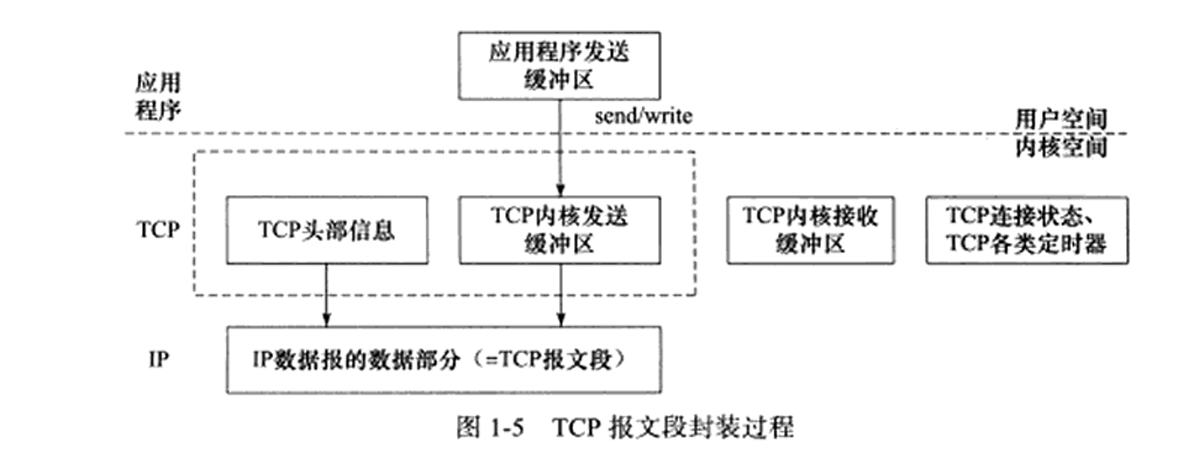 应用程序发送
缓冲区
应用
程序
send/write
用户空间
内核空间
TCP
TCP头部信息
TCP内核发送
缓冲区
TCP内核接收
缓冲区
TCP连接状态、
TCP各类定时器
IP
IP数据报的数据部分（=TCP报文段）
图 1-5 TCP 报文段封装过程